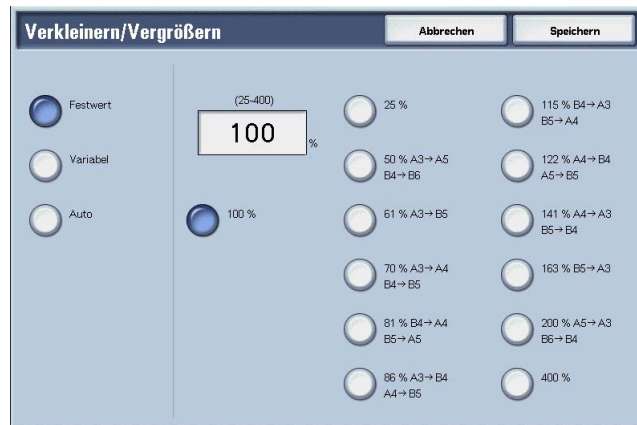 Verkleinern/Vergrößern
Abbrechen
Speichern
Festwert
Variabel
Auto
(25-400)
100
%
100 %
25 %
50 % A3→A5
B4→B6
61 % A3→B5
70 % A3→A4
B4→B5
81 % B4→A4
B5→A5
86 % A3→B4
A4→B5
115 % B4→A3
B5→A4
122 % A4→B4
A5→B5
141 % A4→A3
B5→B4
163 % B5→A3
200 % A5→A3
B6→B4
400 %